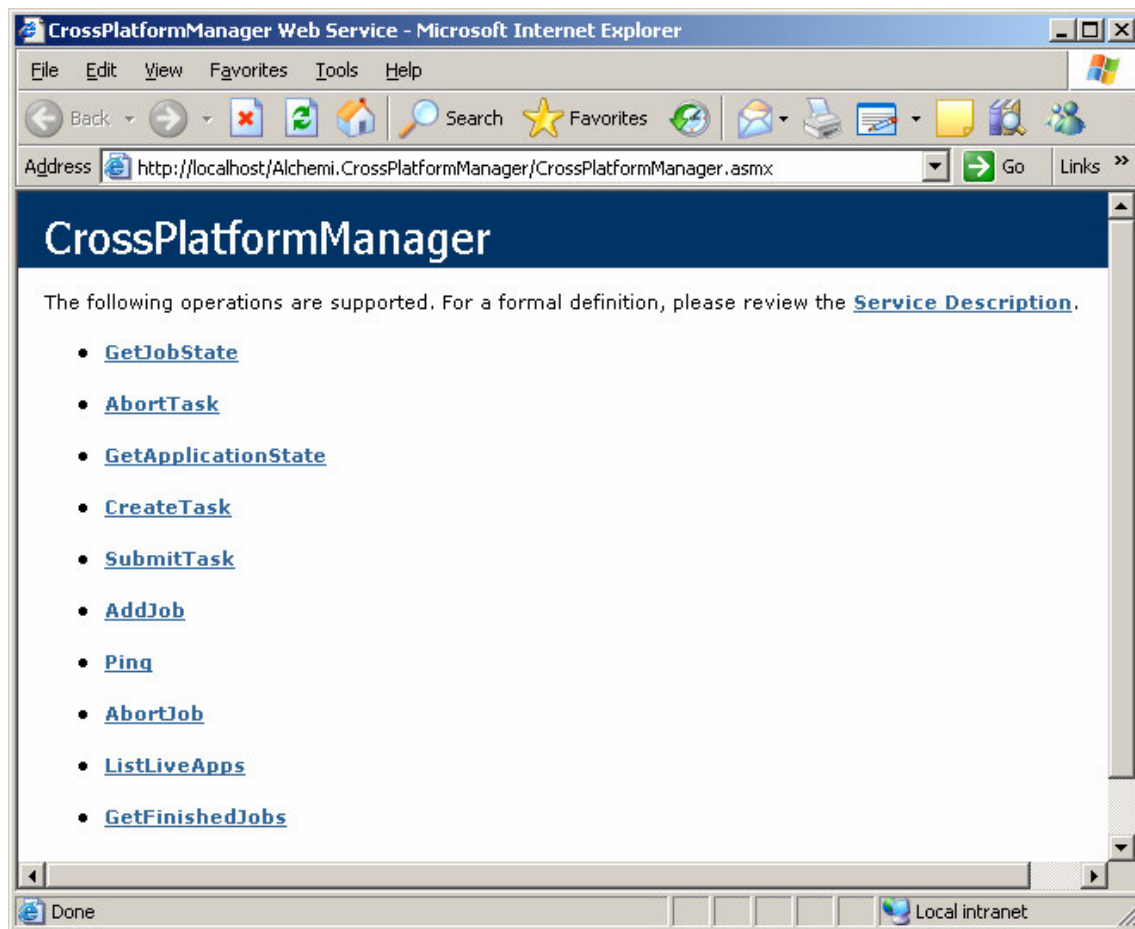 CrossPlatformManager Web Service - Microsoft Internet Explorer
File Edit View Favorites Tools Help
Back Search Favorites
Address http://localhost/Alchemi.CrossPlatformManager/CrossPlatformManager.asmx Go Links »
CrossPlatformManager
The following operations are supported. For a formal definition, please review the Service Description.
• GetJobState
• AbortTask
• GetApplicationState
• CreateTask
• SubmitTask
• AddJob
• Ping
• AbortJob
• ListLiveApps
• GetFinishedJobs
Done Local intranet